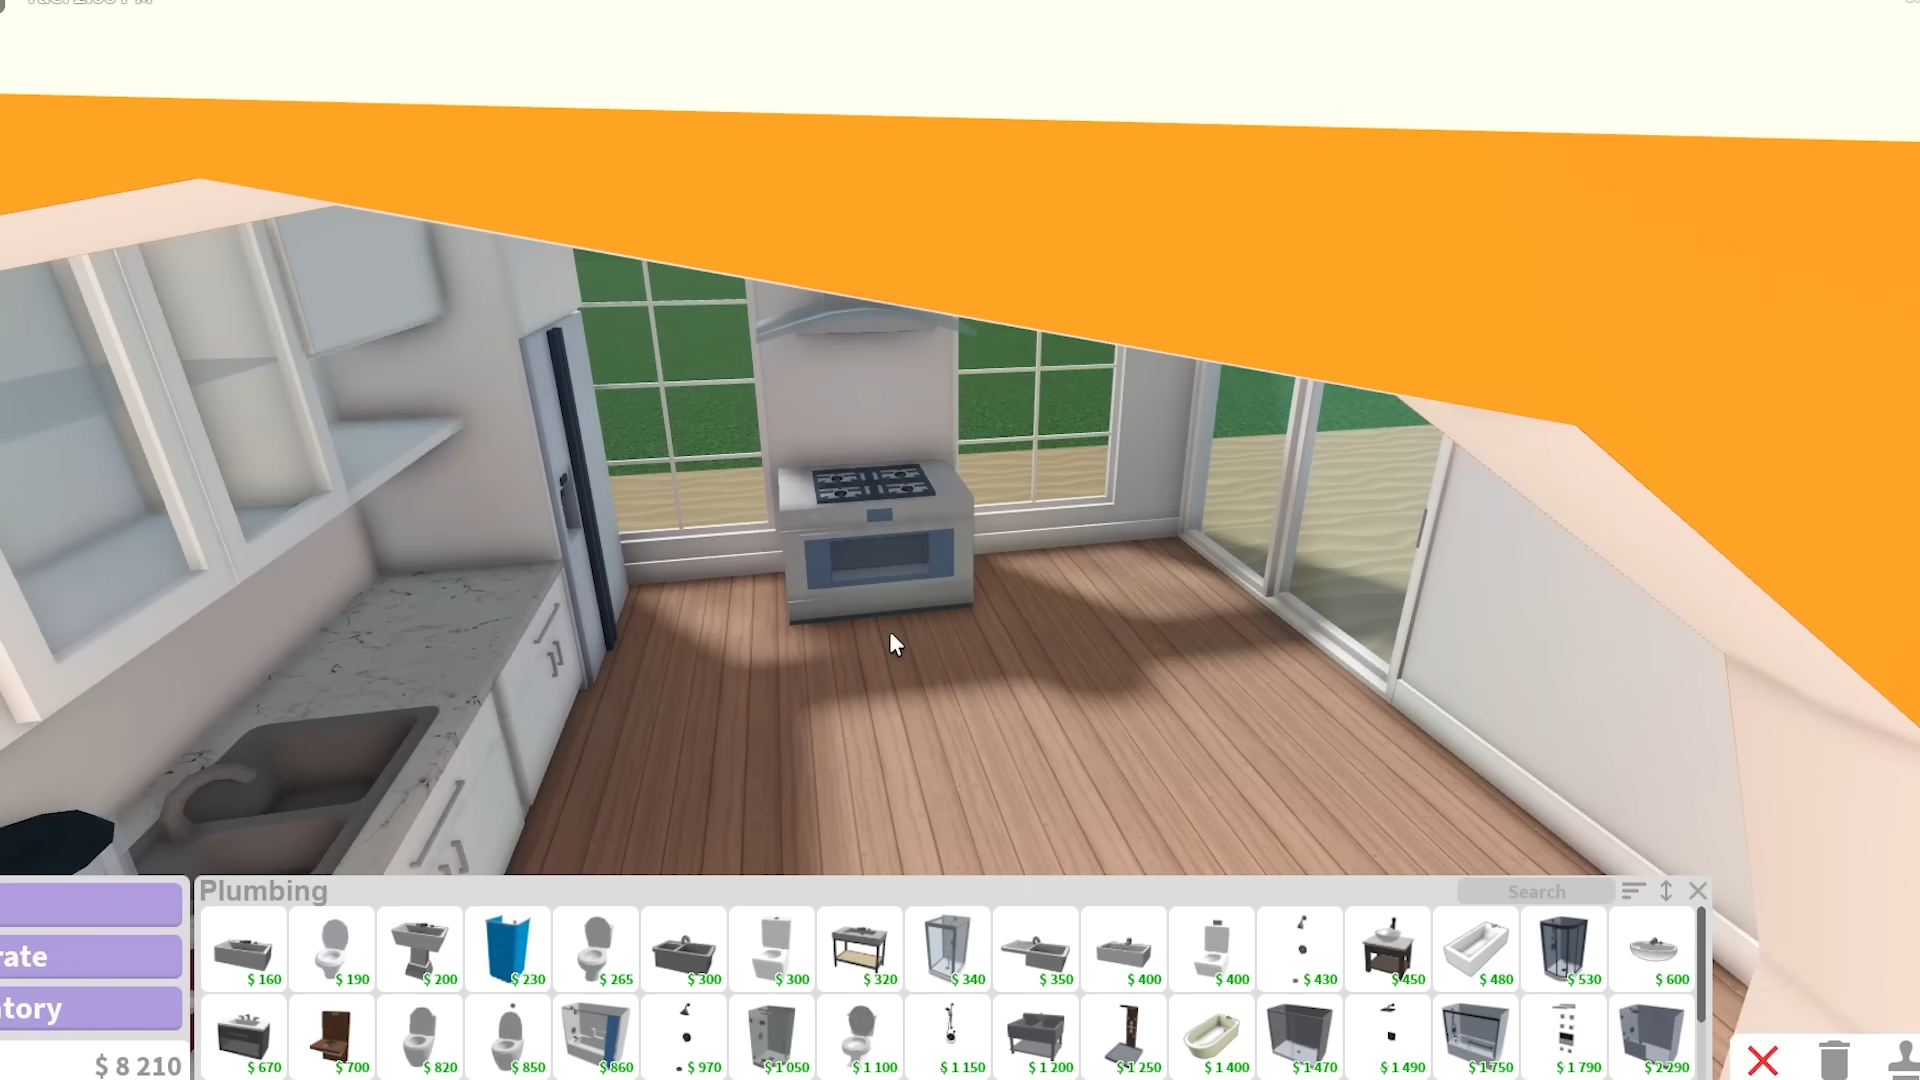 Plumbing
Search
$ 160
$ 190
$ 200
$ 230
$ 265
$ 300
$ 300
$ 320
$ 340
$ 350
$ 400
$ 400
$ 430
$ 450
$ 480
$ 530
$ 600
rate
$ 670
$ 700
$ 820
$ 850
$ 860
$ 970
$ 1 050
$ 1 100
$ 1 150
$ 1 200
$ 1 250
$ 1 400
$ 1 470
$ 1 490
$ 1 750
$ 1 790
$ 2 290
tory
$ 8 210